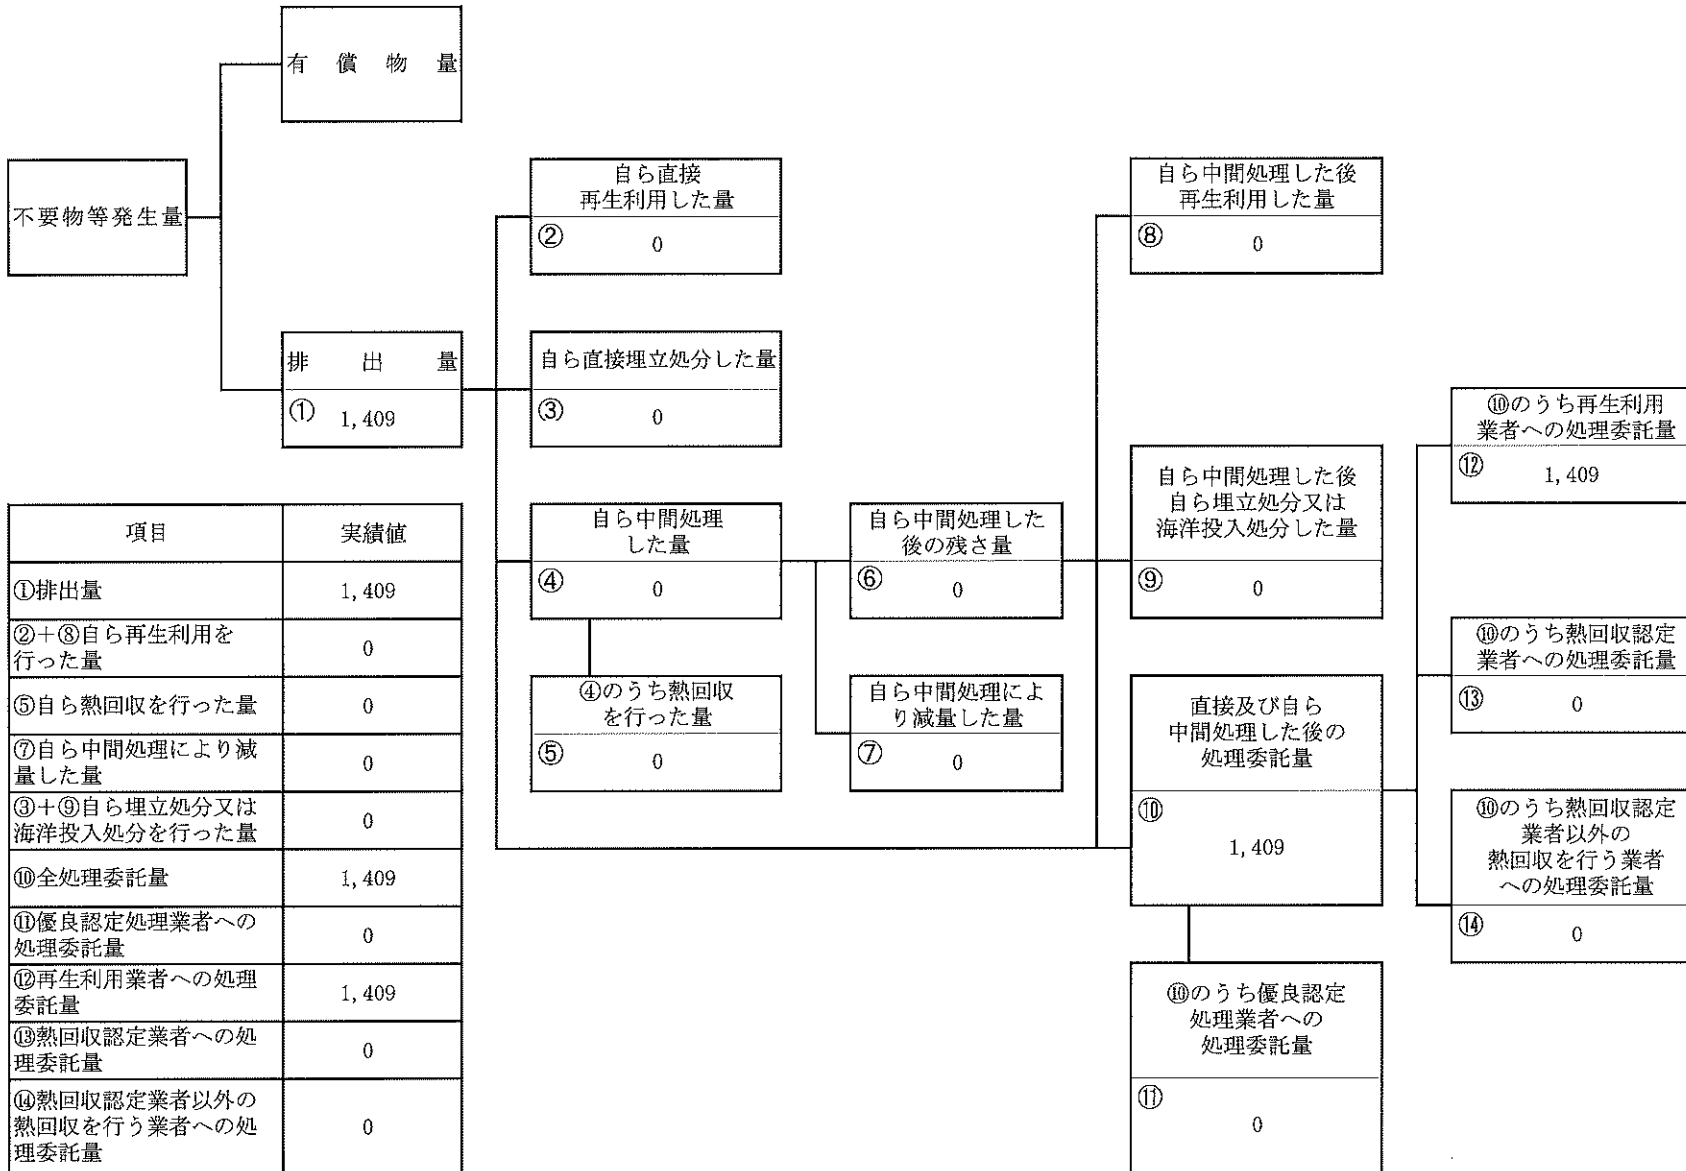 有償物量
不要物等発生量
排出量
① 1,409
自ら直接
再生利用した量
② 0
自ら直接埋立処分した量
③ 0
自ら中間処理
した量
④ 0
④のうち熱回収
を行った量
⑤ 0
自ら中間処理した
後の残さ量
⑥ 0
自ら中間処理によ
り減量した量
⑦ 0
自ら中間処理した後
再生利用した量
⑧ 0
自ら中間処理した後
自ら埋立処分又は
海洋投入処分した量
⑨ 0
直接及び自ら
中間処理した後の
処理委託量
⑩
1,409
⑩のうち優良認定
処理業者への
処理委託量
⑪
0
⑩のうち再生利用
業者への処理委託量
⑫ 1,409
⑩のうち熱回収認定
業者への処理委託量
⑬ 0
⑩のうち熱回収認定
業者以外の
熱回収を行う業者
への処理委託量
⑭ 0
項目 実績値
①排出量 1,409
②+⑧自ら再生利用を
行った量 0
⑤自ら熱回収を行った量 0
⑦自ら中間処理により減
量した量 0
③+⑨自ら埋立処分又は
海洋投入処分を行った量 0
⑩全処理委託量 1,409
⑪優良認定処理業者への
処理委託量 0
⑫再生利用業者への処理
委託量 1,409
⑬熱回収認定業者への処
理委託量 0
⑭熱回収認定業者以外の
熱回収を行う業者への処
理委託量 0